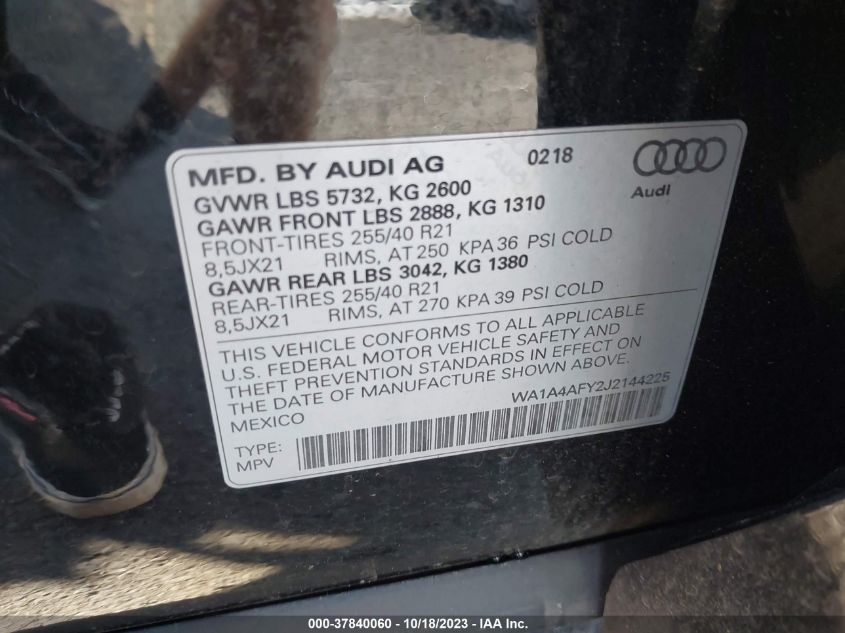 MFD. BY AUDI AG 0218
GVWR LBS 5732, KG 2600
GAWR FRONT LBS 2888, KG 1310
FRONT-TIRES 255/40 R21
8,5JX21 RIMS, AT 250 KPA 36 PSI COLD
GAWR REAR LBS 3042, KG 1380
REAR-TIRES 255/40 R21
8,5JX21 RIMS, AT 270 KPA 39 PSI COLD
Audi
THIS VEHICLE CONFORMS TO ALL APPLICABLE
U.S. FEDERAL MOTOR VEHICLE SAFETY AND
THEFT PREVENTION STANDARDS IN EFFECT ON
THE DATE OF MANUFACTURE SHOWN ABOVE.
MEXICO WA1A4AFY2J2144225
TYPE:
MPV
000-37840060 - 10/18/2023 - © IAA Inc.